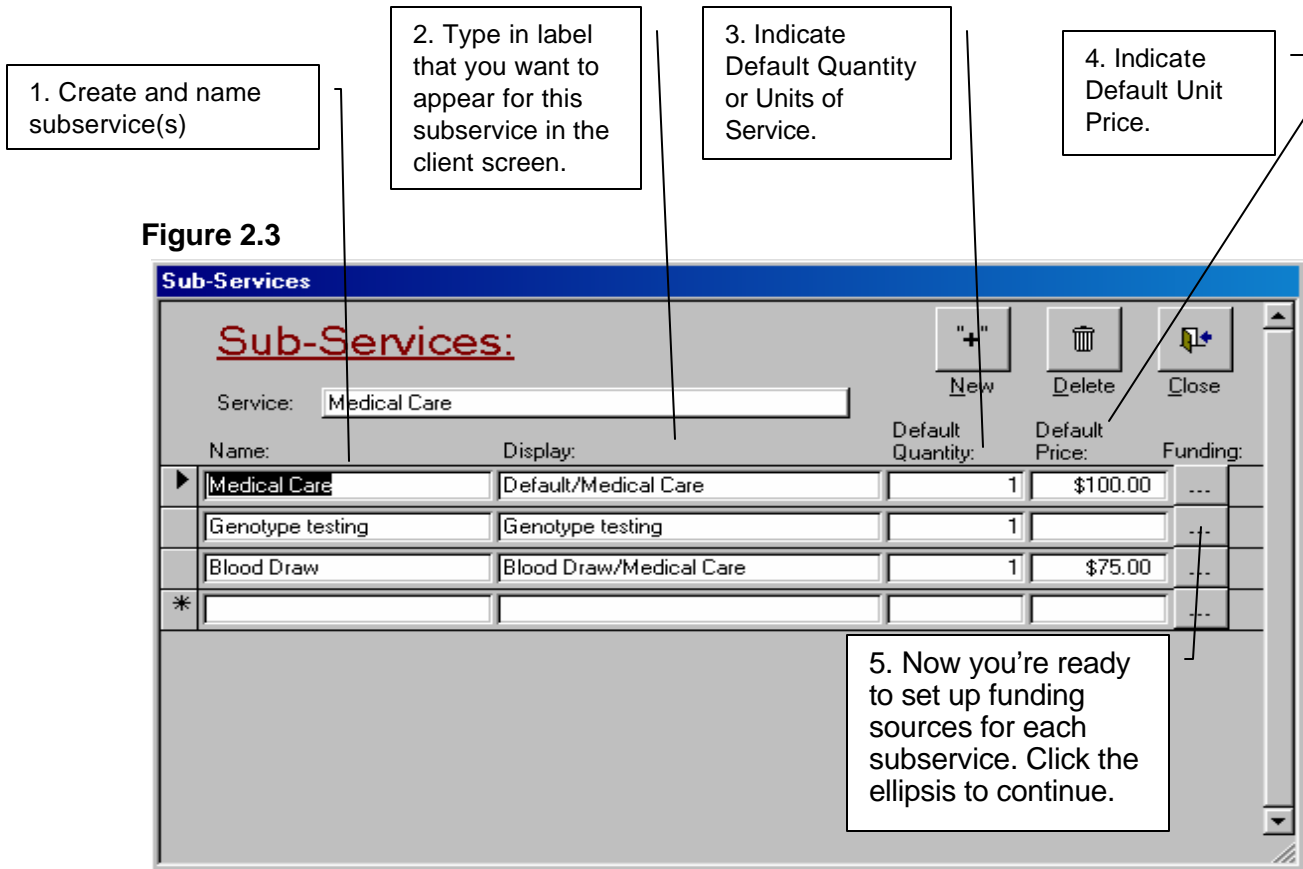 1. Create and name
subservice(s)
2. Type in label
that you want to
appear for this
subservice in the
client screen.
3. Indicate
Default Quantity
or Units of
Service.
4. Indicate
Default Unit
Price.
Figure 2.3
Sub-Services
Sub-Services:
"+"
New
Delete
Close
Service: Medical Care
Name: Display: Default Quantity: Default Price: Funding:
Medical Care Default/Medical Care 1 $100.00 ...
Genotype testing Genotype testing 1 ...
Blood Draw Blood Draw/Medical Care 1 $75.00 ...
* ...
5. Now you’re ready
to set up funding
sources for each
subservice. Click the
ellipsis to continue.